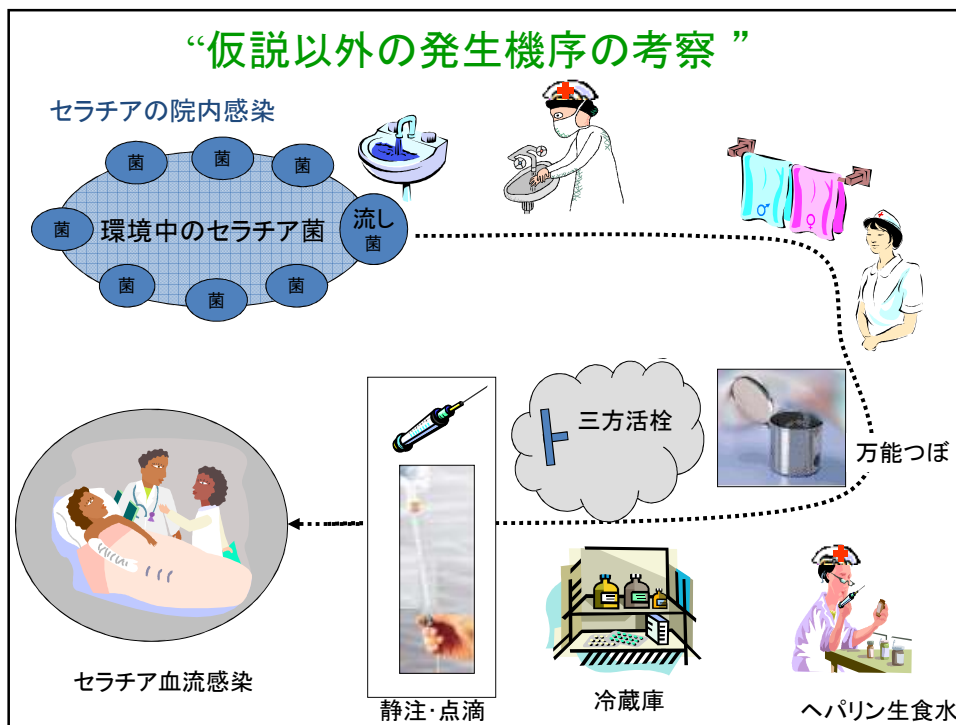 “仮説以外の発生機序の考察 ”
セラチアの院内感染
菌
菌
菌
菌
環境中のセラチア菌
流し
菌
菌
菌
菌
♂
♀
三方活栓
万能つぼ
セラチア血流感染
静注・点滴
冷蔵庫
ヘパリン生食水